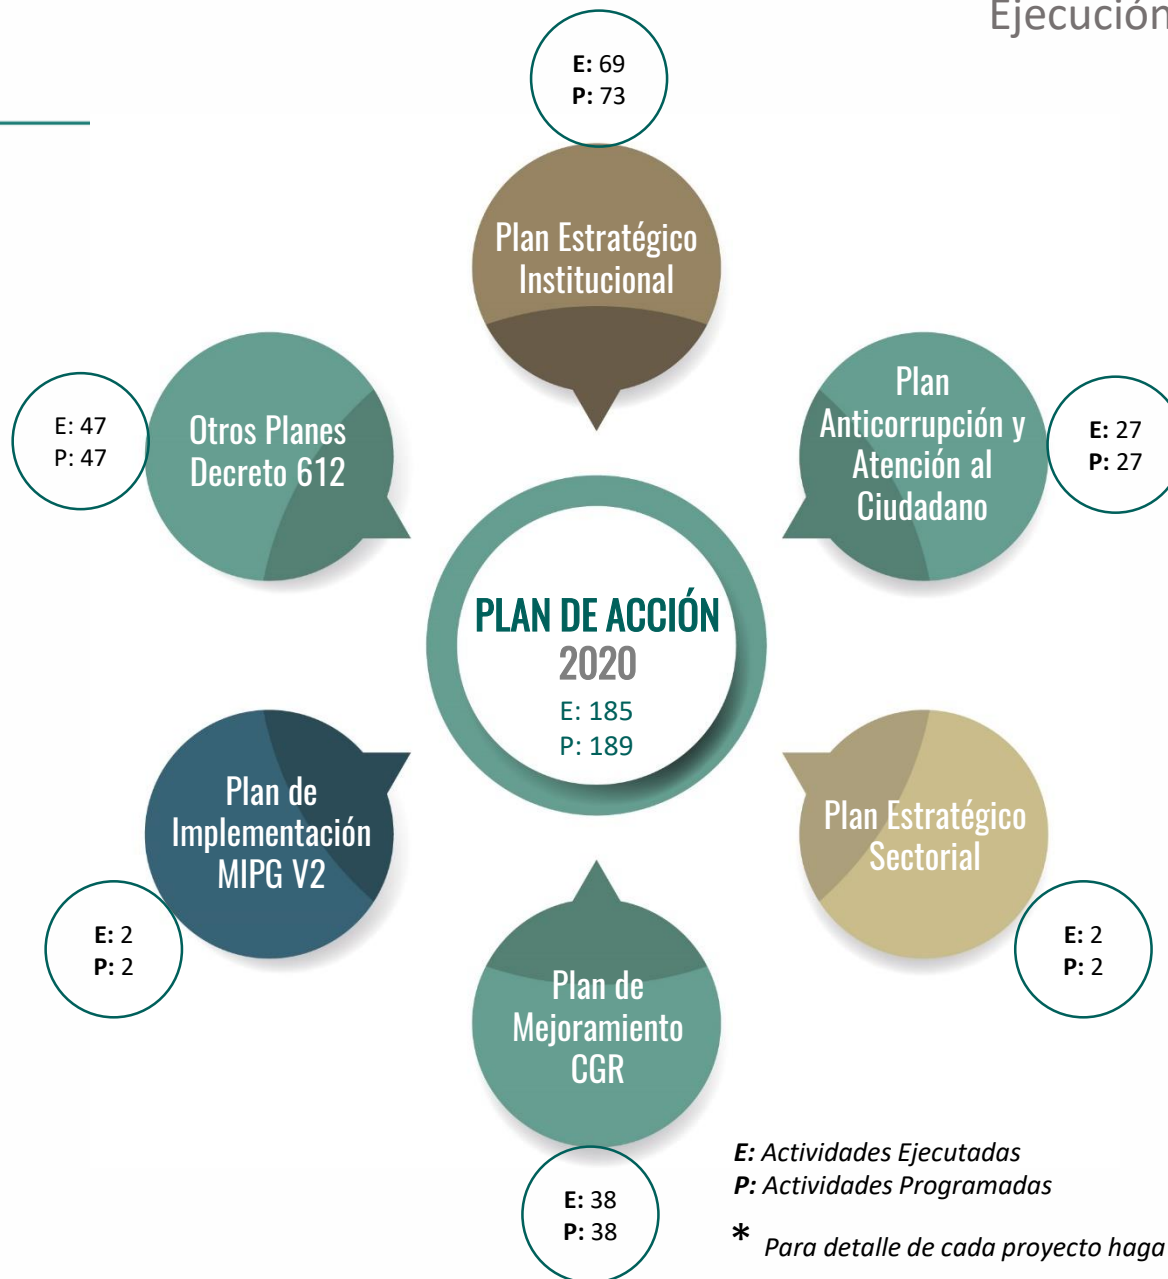 Ejecución
E: 69
P: 73
Plan Estratégico
Institucional
E: 47
P: 47
Otros Planes
Decreto 612
Plan
Anticorrupción y
Atención al
Ciudadano
E: 27
P: 27
PLAN DE ACCIÓN
2020
E: 185
P: 189
Plan de
Implementación
MIPG V2
E: 2
P: 2
Plan Estratégico
Sectorial
E: 2
P: 2
Plan de
Mejoramiento
CGR
E: 38
P: 38
E: Actividades Ejecutadas
P: Actividades Programadas
* Para detalle de cada proyecto haga